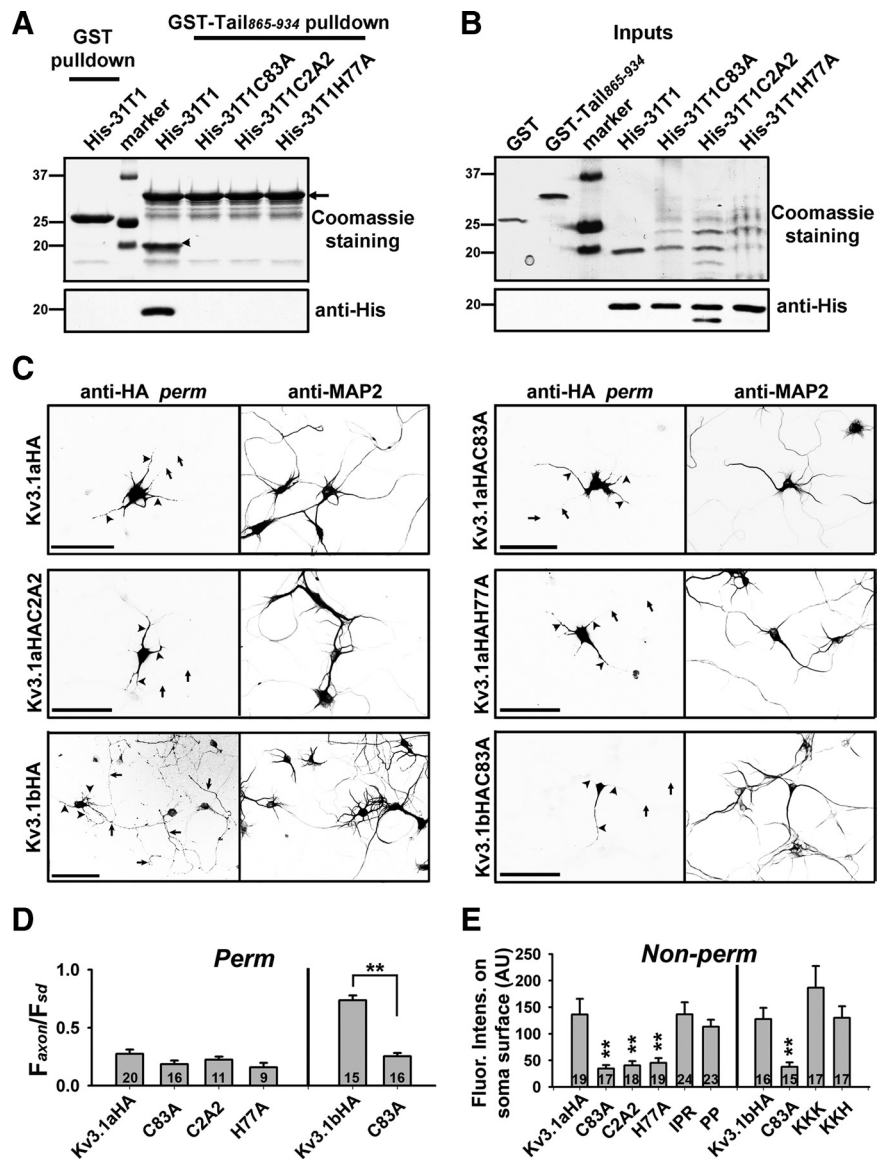 A
GST pulldown
GST-Tail865-934 pulldown
His-31T1
marker
His-31T1
His-31T1C83A
His-31T1C2A2
His-31T1H77A
37
25
20
Coomassie staining
20
anti-His
B
Inputs
GST
GST-Tail865-934
marker
His-31T1
His-31T1C83A
His-31T1C2A2
His-31T1H77A
37
25
20
Coomassie staining
20
anti-His
C
anti-HA perm
anti-MAP2
anti-HA perm
anti-MAP2
Kv3.1aHA
Kv3.1aHAC83A
Kv3.1aHAC2A2
Kv3.1aHAH77A
Kv3.1bHA
Kv3.1bHAC83A
D
Perm
Faxon/Fsd
1.0
0.5
0.0
**
20
16
11
9
15
16
Kv3.1aHA
C83A
C2A2
H77A
Kv3.1bHA
C83A
E
Non-perm
Fluor. Intens. on
soma surface (AU)
250
200
150
100
50
0
**
**
**
**
19
17
18
19
24
23
16
15
17
17
Kv3.1aHA
C83A
C2A2
H77A
IPR
PP
Kv3.1bHA
C83A
KKK
KKH